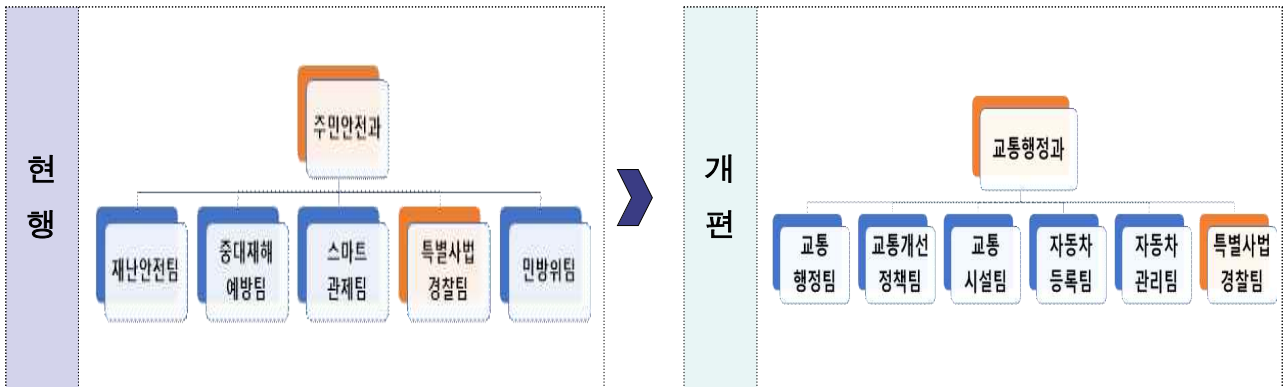 현
행
주민안전과
재난안전팀
중대재해
예방팀
스마트
관제팀
특별사법
경찰팀
민방위팀
개
편
교통행정과
교통
행정팀
교통개선
정책팀
교통
시설팀
자동차
등록팀
자동차
관리팀
특별사법
경찰팀